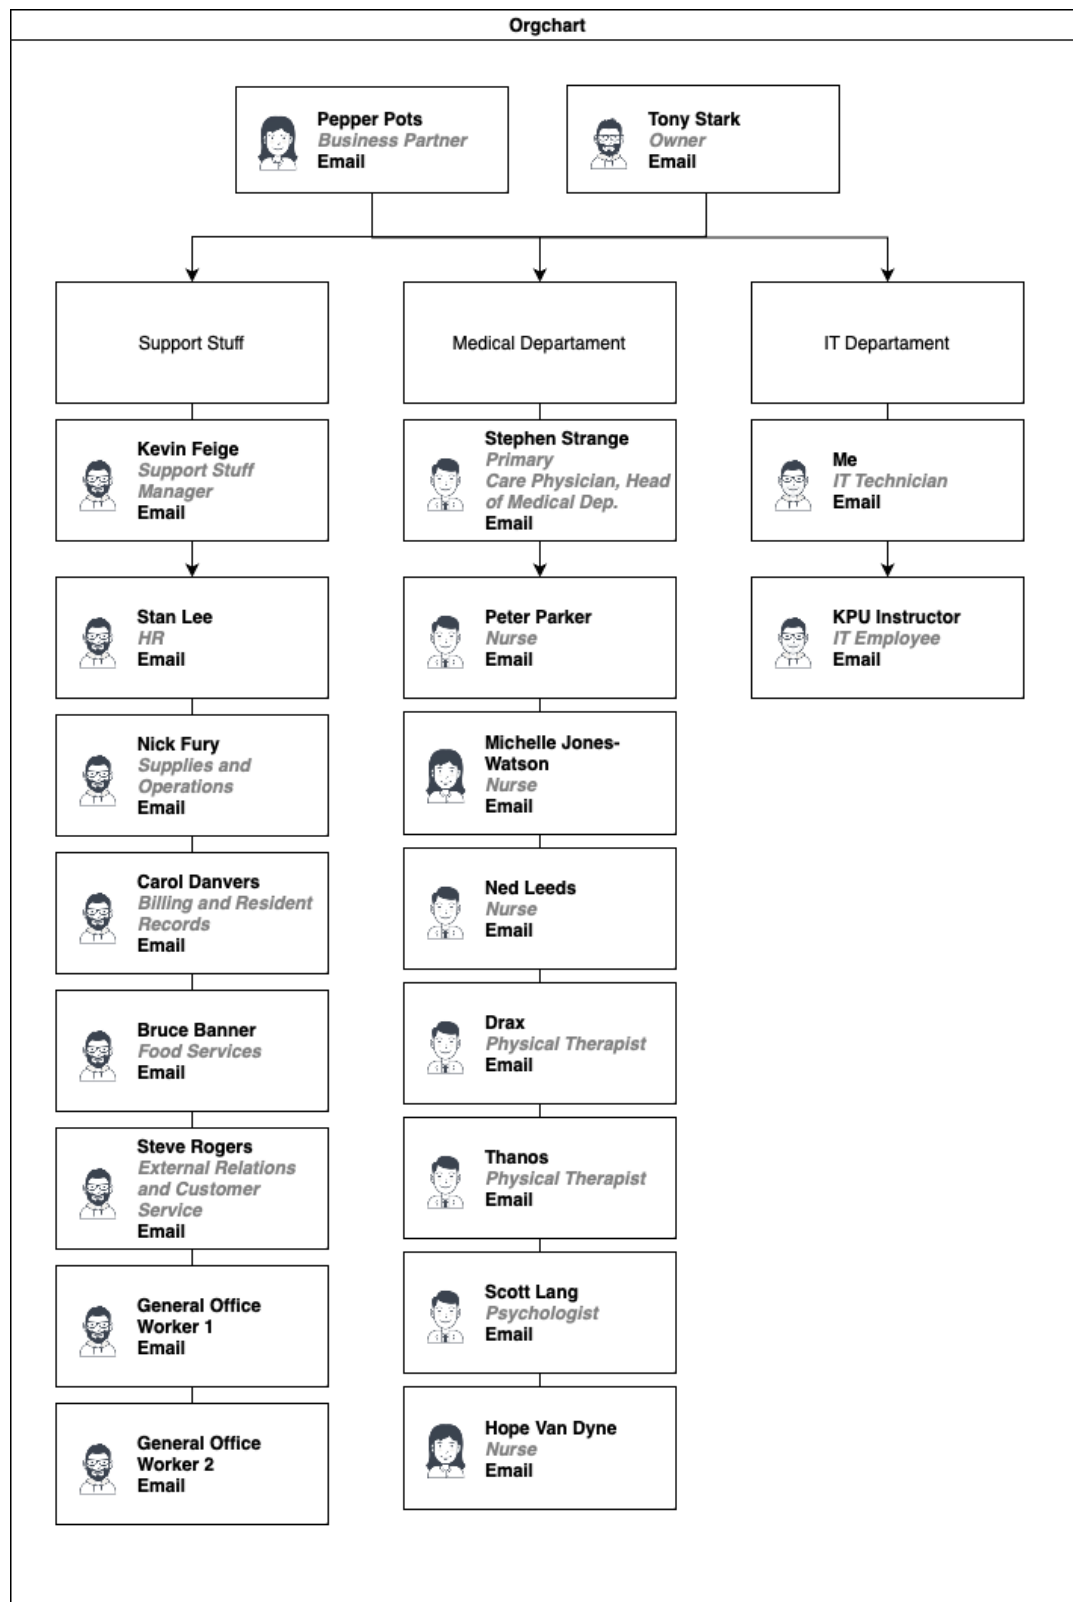 Orgchart
Pepper Pots
Business Partner
Email
Tony Stark
Owner
Email
Support Stuff
Medical Departament
IT Departament
Kevin Feige
Support Stuff
Manager
Email
Stephen Strange
Primary
Care Physician, Head
of Medical Dep.
Email
Me
IT Technician
Email
Stan Lee
HR
Email
Peter Parker
Nurse
Email
KPU Instructor
IT Employee
Email
Nick Fury
Supplies and
Operations
Email
Michelle Jones-
Watson
Nurse
Email
Carol Danvers
Billing and Resident
Records
Email
Ned Leeds
Nurse
Email
Bruce Banner
Food Services
Email
Drax
Physical Therapist
Email
Steve Rogers
External Relations
and Customer
Service
Email
Thanos
Physical Therapist
Email
General Office
Worker 1
Email
Scott Lang
Psychologist
Email
General Office
Worker 2
Email
Hope Van Dyne
Nurse
Email